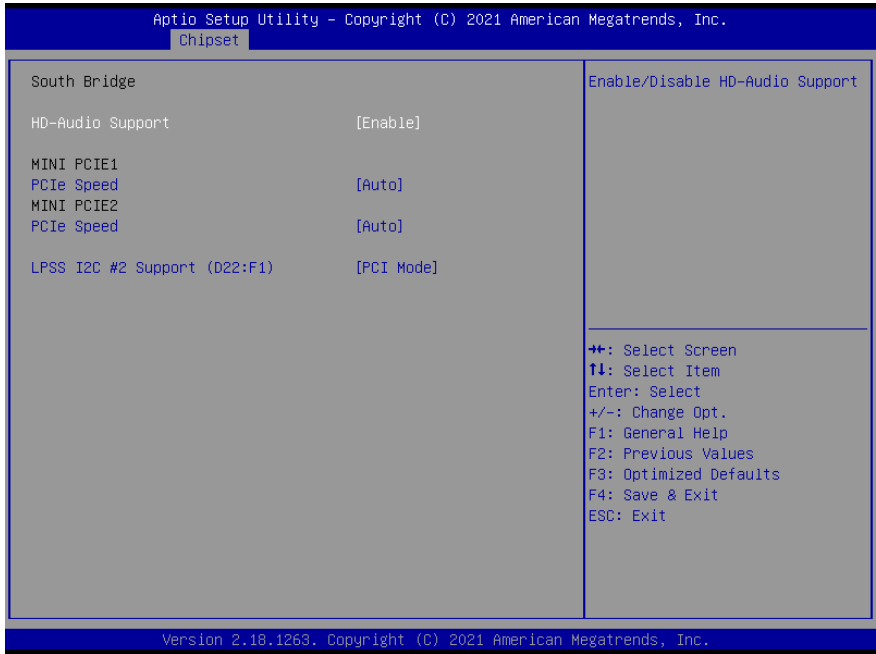 Aptio Setup Utility – Copyright (C) 2021 American Megatrends, Inc.
Chipset
South Bridge
HD-Audio Support [Enable]
MINI PCIE1
PCIe Speed [Auto]
MINI PCIE2
PCIe Speed [Auto]
LPSS I2C #2 Support (D22:F1) [PCI Mode]
Enable/Disable HD-Audio Support
→←: Select Screen
↑↓: Select Item
Enter: Select
+/-: Change Opt.
F1: General Help
F2: Previous Values
F3: Optimized Defaults
F4: Save & Exit
ESC: Exit
Version 2.18.1263. Copyright (C) 2021 American Megatrends, Inc.